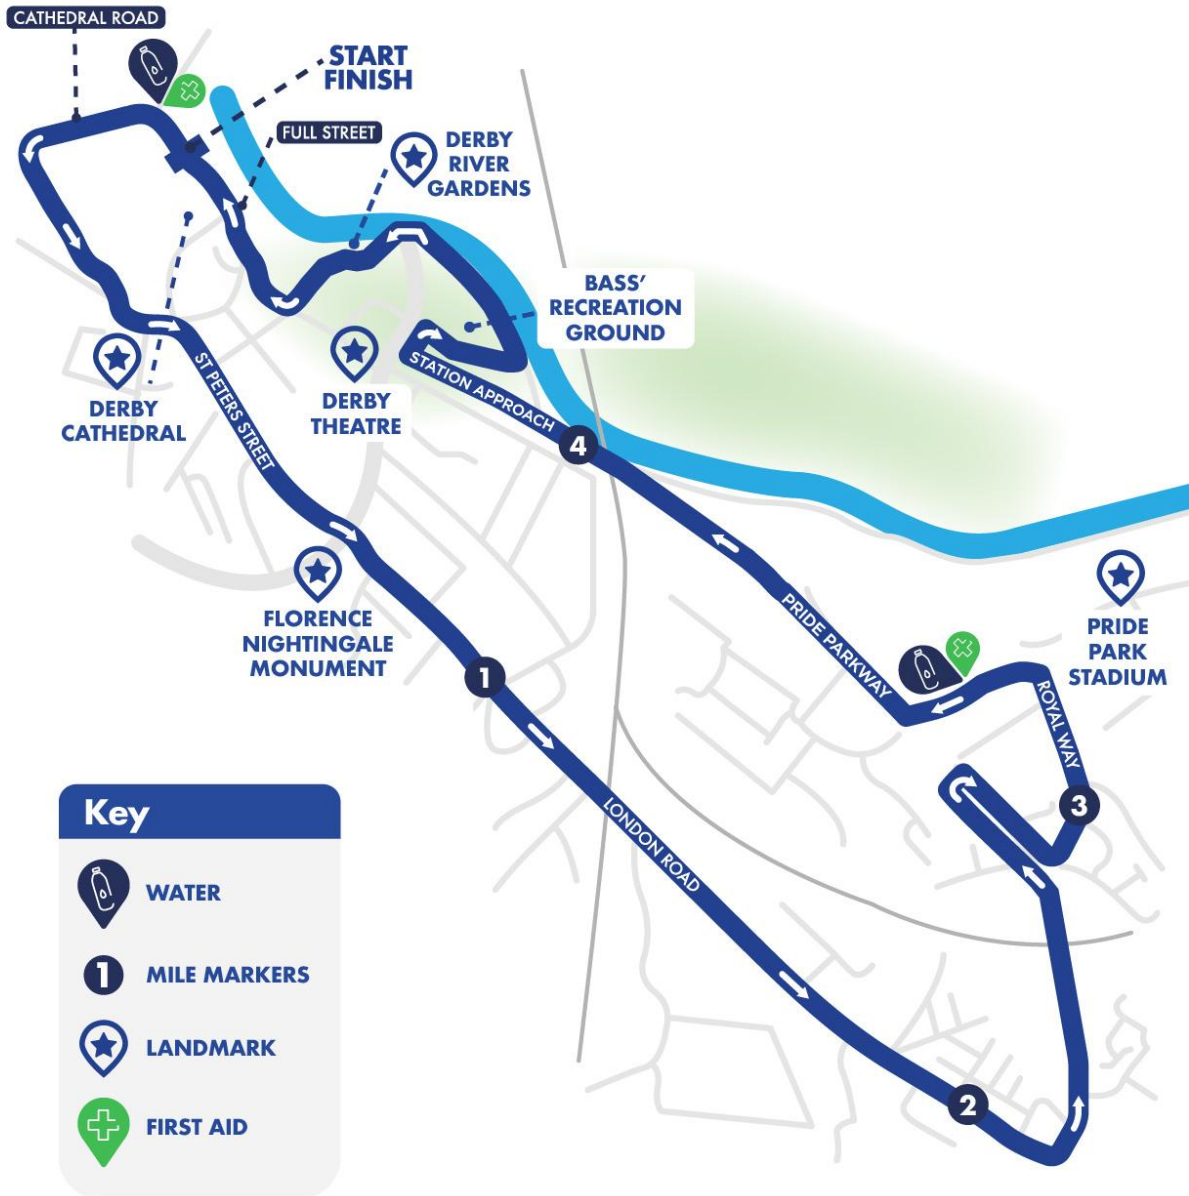 CATHEDRAL ROAD
START
FINISH
FULL STREET
DERBY
RIVER
GARDENS
BASS’
RECREATION
GROUND
DERBY
CATHEDRAL
ST PETERS STREET
DERBY
THEATRE
STATION APPROACH
4
FLORENCE
NIGHTINGALE
MONUMENT
1
PRIDE PARKWAY
PRIDE
PARK
STADIUM
ROYAL WAY
3
LONDON ROAD
2
Key
WATER
1
MILE MARKERS
LANDMARK
FIRST AID